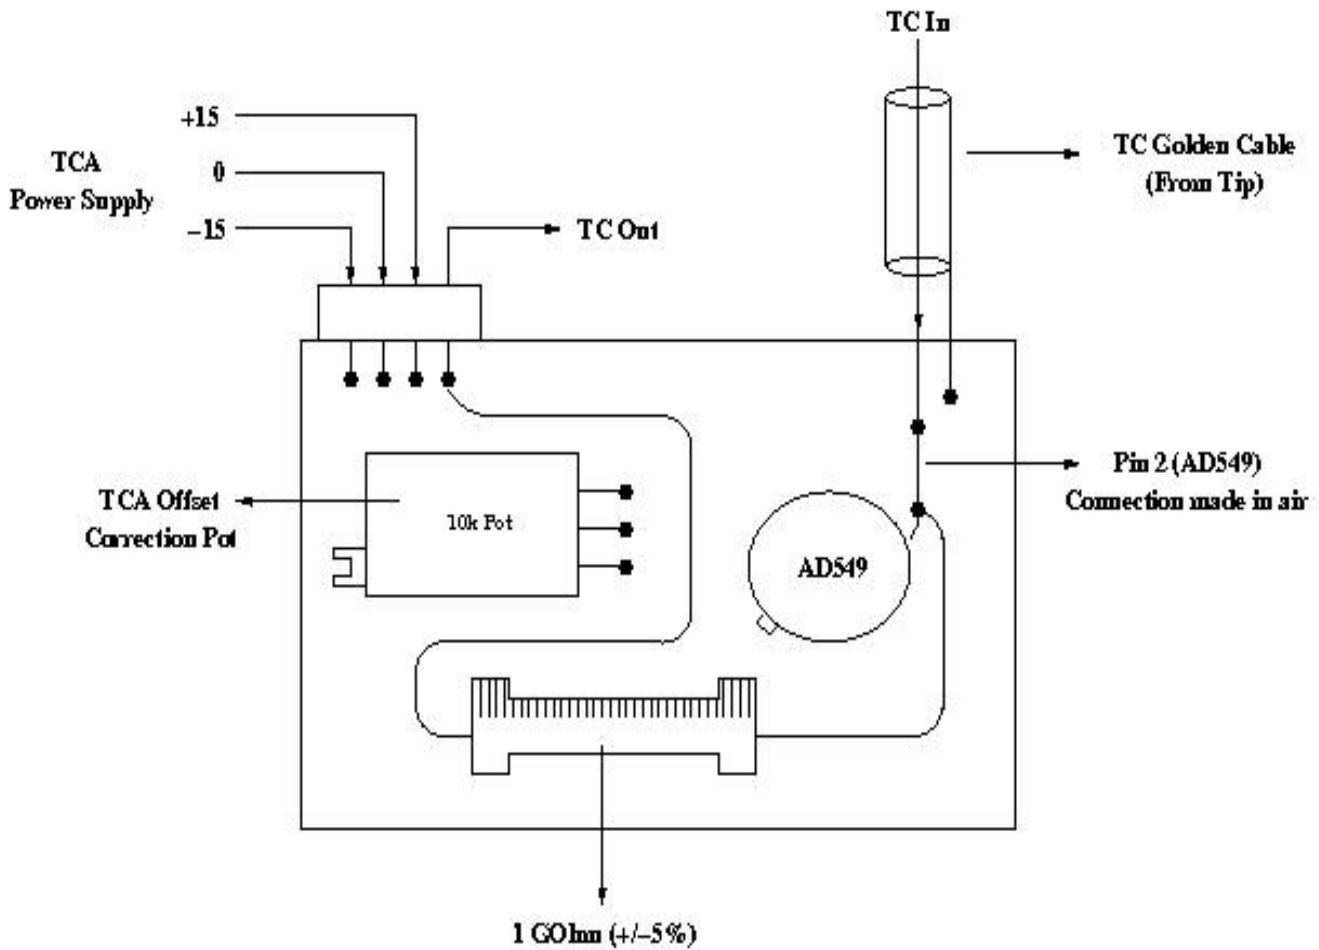 TC In
+15
TCA
Power Supply
0
−15
TC Out
TC Golden Cable
(From Tip)
Pin 2 (AD549)
Connection made in air
TCA Offset
Correction Pot
10k Pot
AD549
1 GOhm (+/−5%)